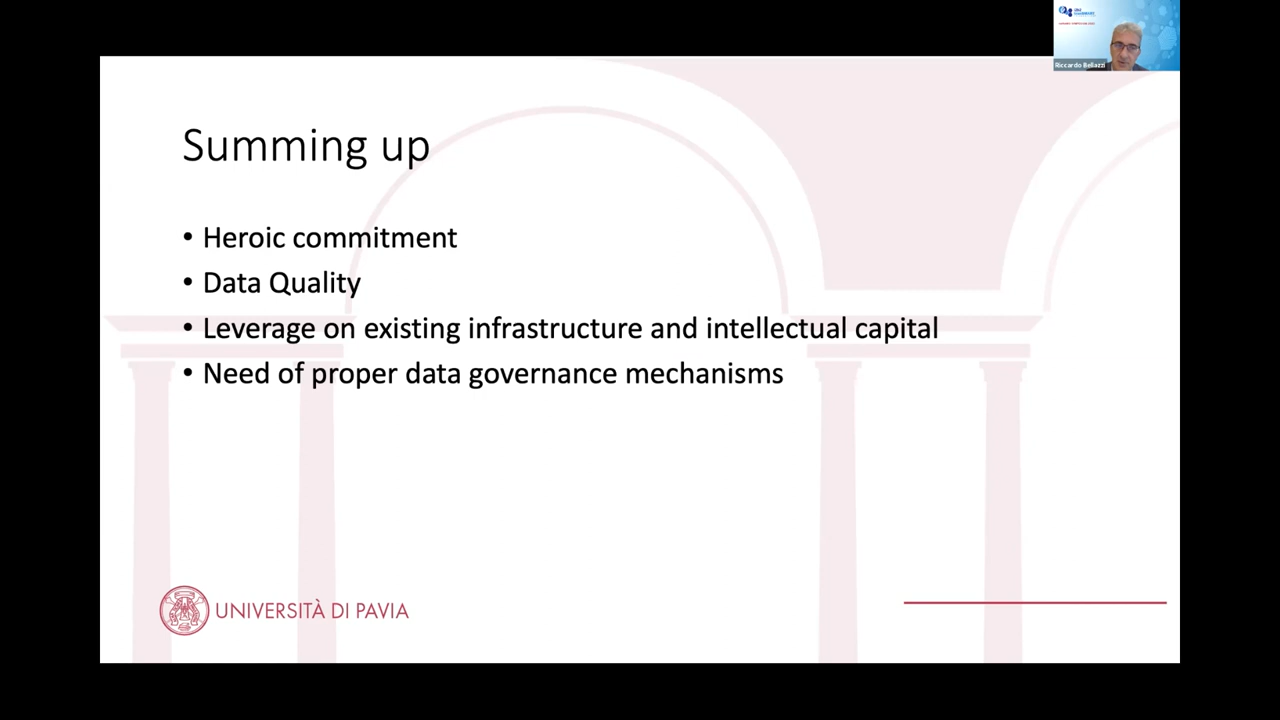 Riccardo Bellazzi
Summing up
• Heroic commitment
• Data Quality
• Leverage on existing infrastructure and intellectual capital
• Need of proper data governance mechanisms
UNIVERSITÀ DI PAVIA